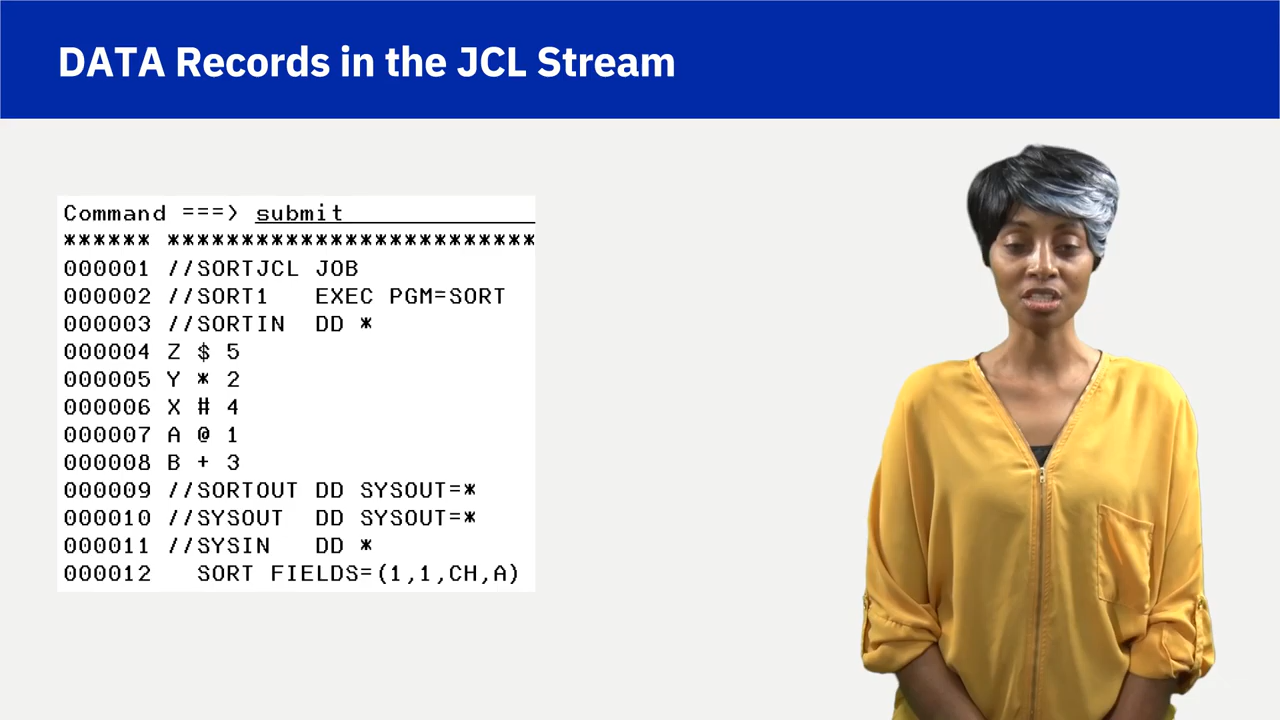 DATA Records in the JCL Stream
Command ===> submit
****** *************************
000001 //SORTJCL JOB
000002 //SORT1   EXEC PGM=SORT
000003 //SORTIN  DD *
000004 Z $ 5
000005 Y * 2
000006 X # 4
000007 A @ 1
000008 B + 3
000009 //SORTOUT DD SYSOUT=*
000010 //SYSOUT  DD SYSOUT=*
000011 //SYSIN   DD *
000012   SORT FIELDS=(1,1,CH,A)